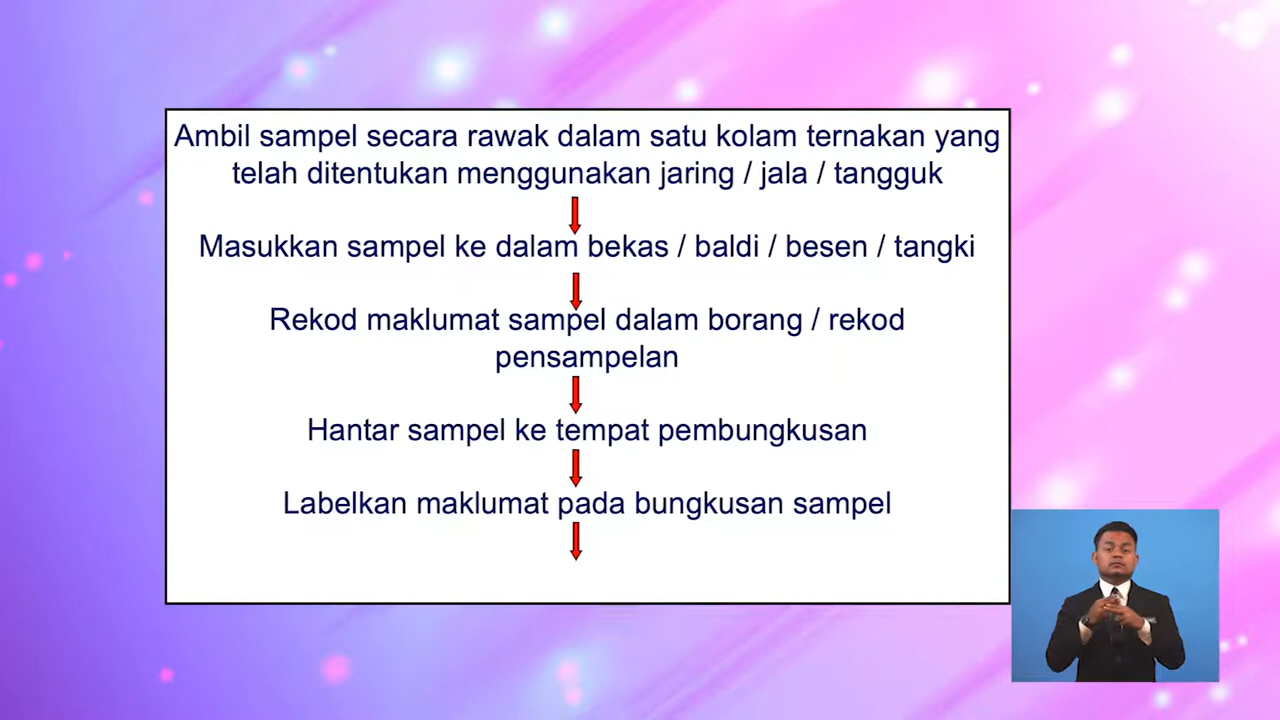 Ambil sampel secara rawak dalam satu kolam ternakan yang
telah ditentukan menggunakan jaring / jala / tangguk
Masukkan sampel ke dalam bekas / baldi / besen / tangki
Rekod maklumat sampel dalam borang / rekod
pensampelan
Hantar sampel ke tempat pembungkusan
Labelkan maklumat pada bungkusan sampel